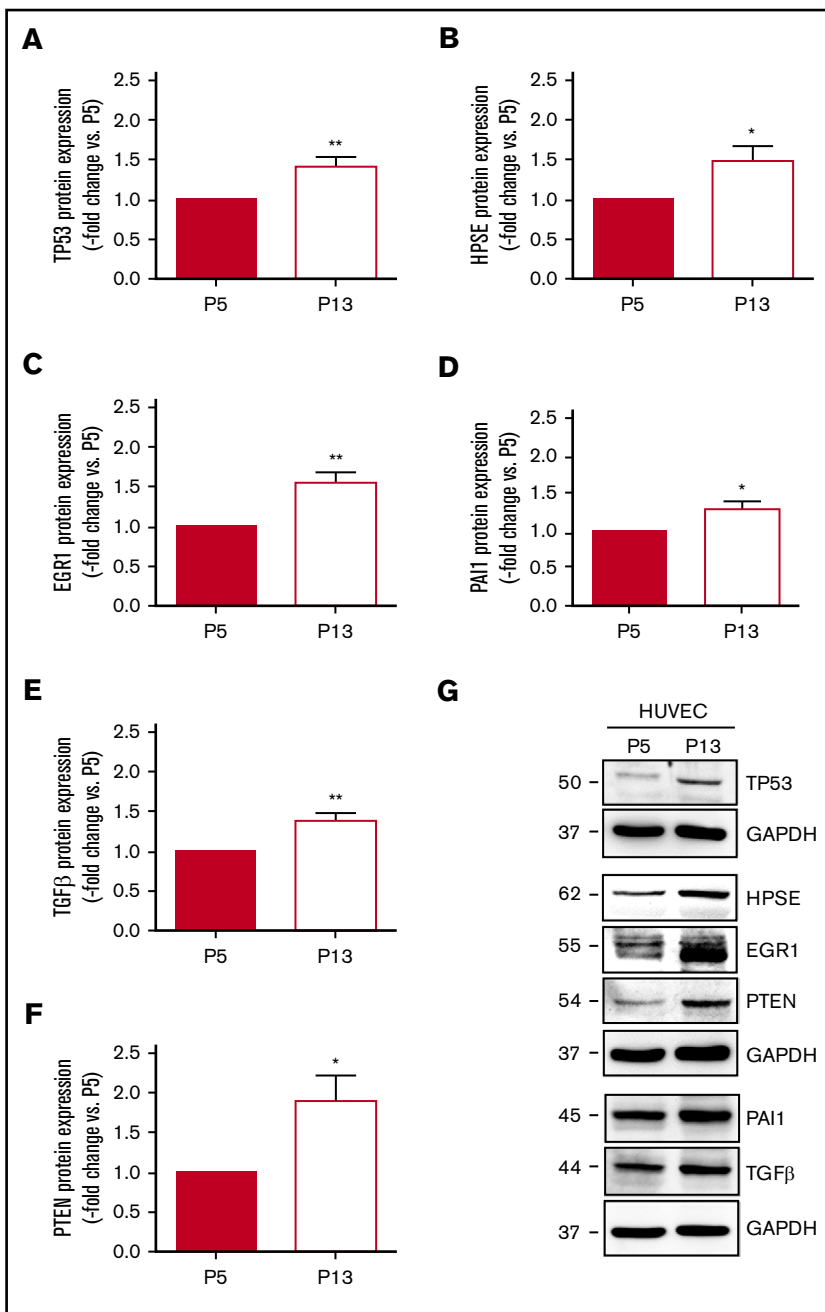 A
TP53 protein expression
(-fold change vs. P5)
2.5
2.0
1.5
1.0
0.5
0.0
**
P5 P13
B
HPSE protein expression
(-fold change vs. P5)
2.5
2.0
1.5
1.0
0.5
0.0
*
P5 P13
C
EGR1 protein expression
(-fold change vs. P5)
2.5
2.0
1.5
1.0
0.5
0.0
**
P5 P13
D
PAI1 protein expression
(-fold change vs. P5)
2.5
2.0
1.5
1.0
0.5
0.0
*
P5 P13
E
TGFβ protein expression
(-fold change vs. P5)
2.5
2.0
1.5
1.0
0.5
0.0
**
P5 P13
F
PTEN protein expression
(-fold change vs. P5)
2.5
2.0
1.5
1.0
0.5
0.0
*
P5 P13
G
HUVEC
P5 P13
50 – TP53
37 – GAPDH
62 – HPSE
55 – EGR1
54 – PTEN
37 – GAPDH
45 – PAI1
44 – TGFβ
37 – GAPDH